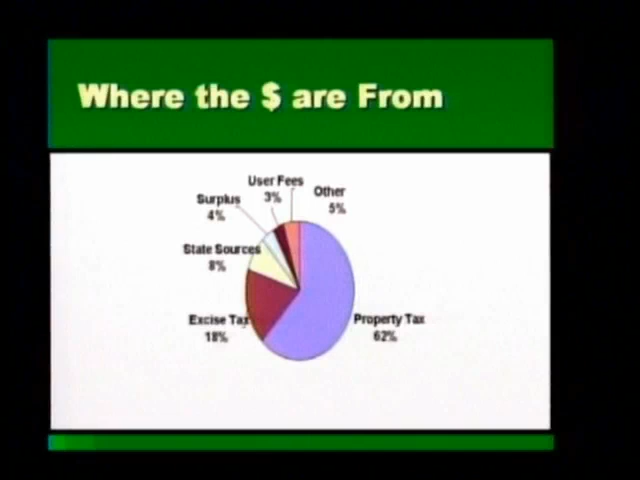 Where the $ are From
User Fees
3%
Other
5%
Surplus
4%
State Sources
8%
Excise Tax
18%
Property Tax
62%